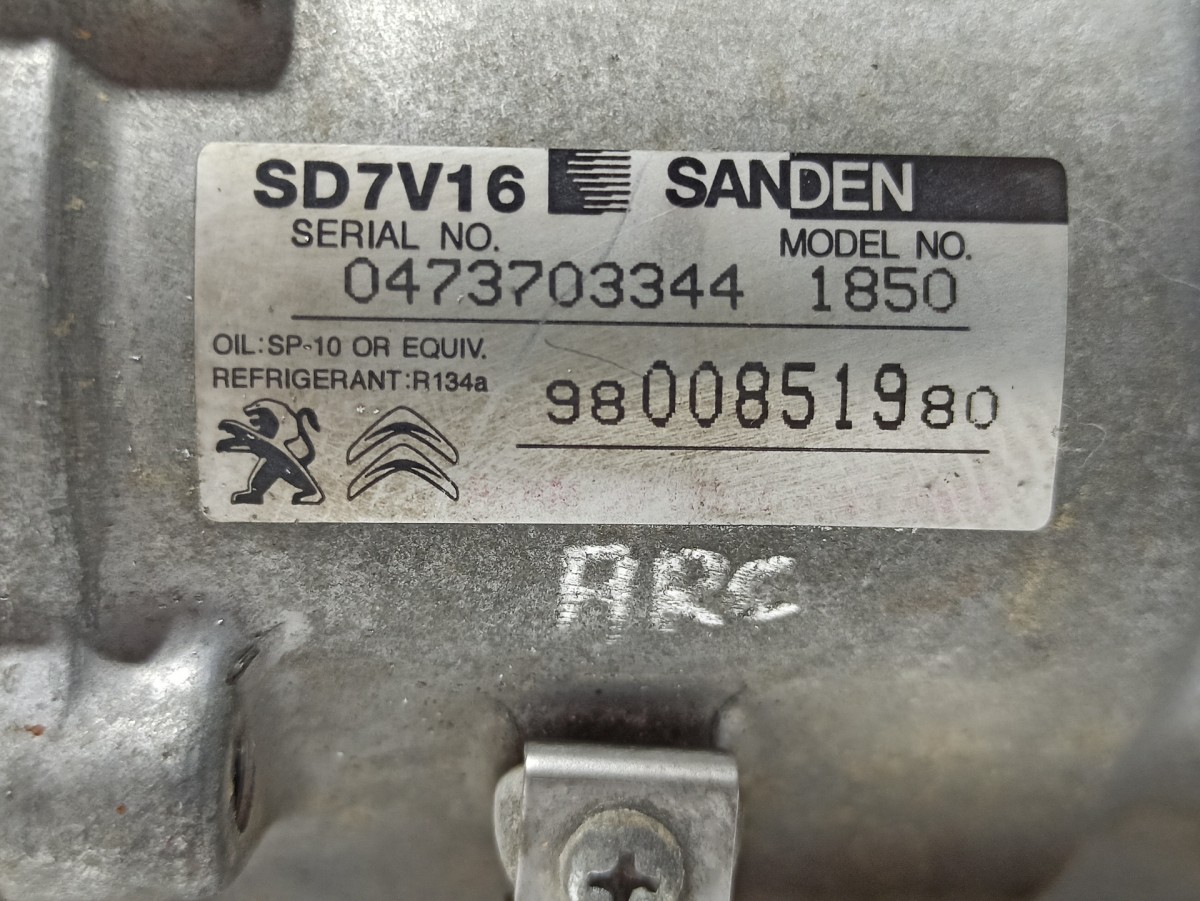 SD7V16 SANDEN
SERIAL NO. MODEL NO.
0473703344 1850
OIL:SP-10 OR EQUIV.
REFRIGERANT:R134a
9800851980
ARC